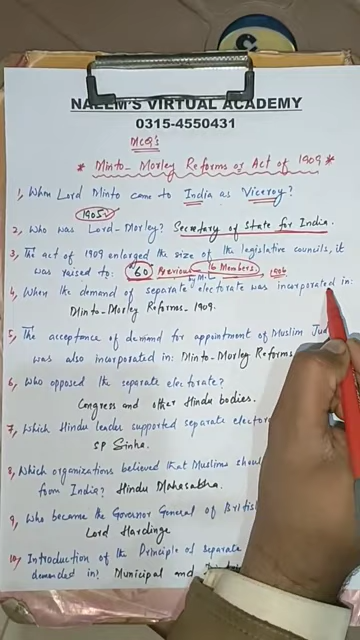 NAEEM'S VIRTUAL ACADEMY
0315-4550431
MCQ's
* Minto-Morley Reforms or Act of 1909 *
1, When Lord Minto came to India as Viceroy?
1905
2, Who was Lord-Morley? Secretary of State for India.
3, The act of 1909 enlarged the size of the legislative councils, it
was raised to: 60 Previous 16 Members,
4, When the demand of separate electorate was incorporated in:
Minto-Morley Reforms-1909.
5, The acceptance of demand for appointment of Muslim
was also incorporated in: Minto-Morley Reforms
6, Who opposed the separate electorate?
Congress and other Hindu bodies.
7, Which Hindu leader supported separate
SP Sinha.
8, Which organizations believed that Muslims
from India? Hindu Mahasabha.
9, Who became the Governor General of British
Lord Hardinge
10, Introduction of the Principle of separate
demanded in? Municipal and